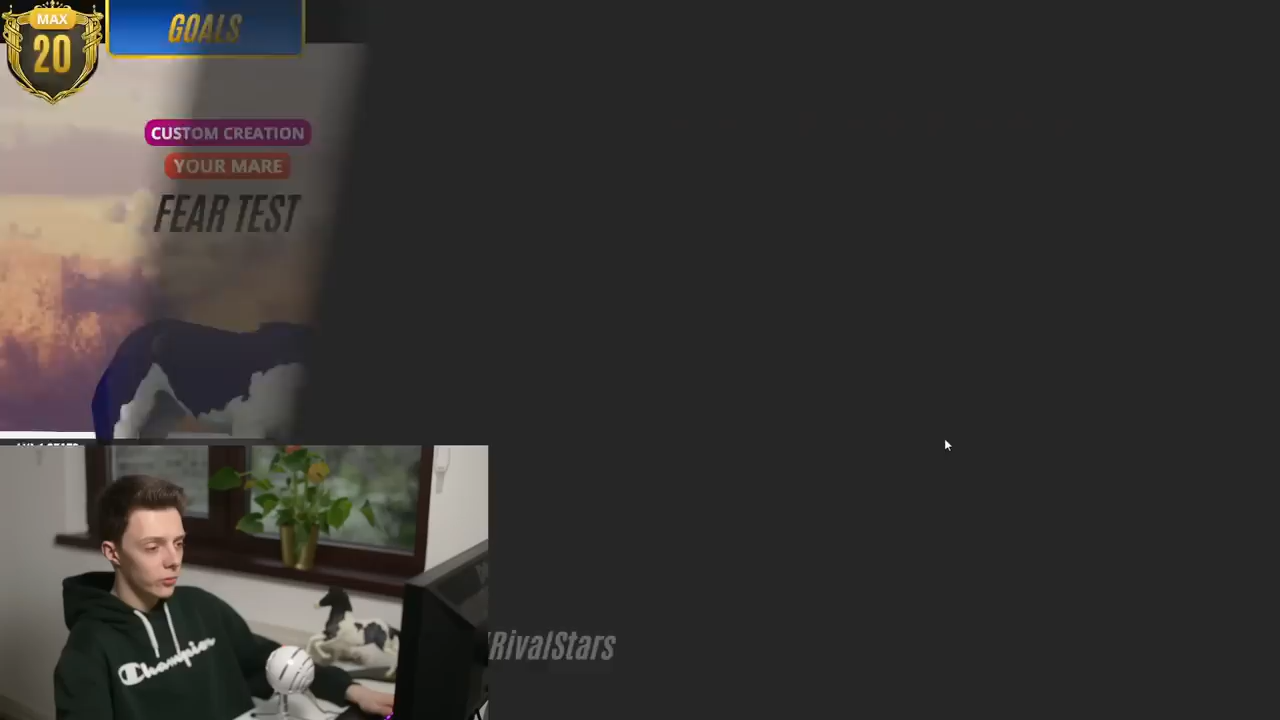 MAX
20
GOALS
CUSTOM CREATION
YOUR MARE
FEAR TEST
RivalStars
Champion